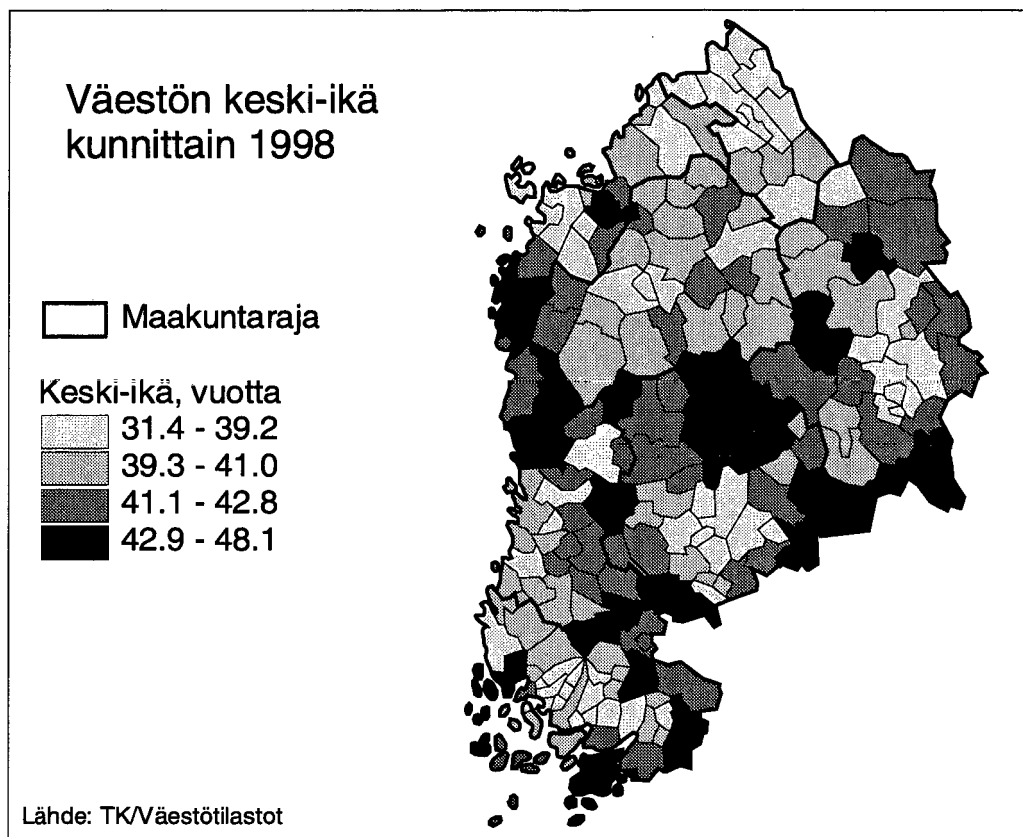 Väestön keski-ikä
kunnittain 1998
Maakuntaraja
Keski-ikä, vuotta
31.4 - 39.2
39.3 - 41.0
41.1 - 42.8
42.9 - 48.1
Lähde: TK/Väestötilastot